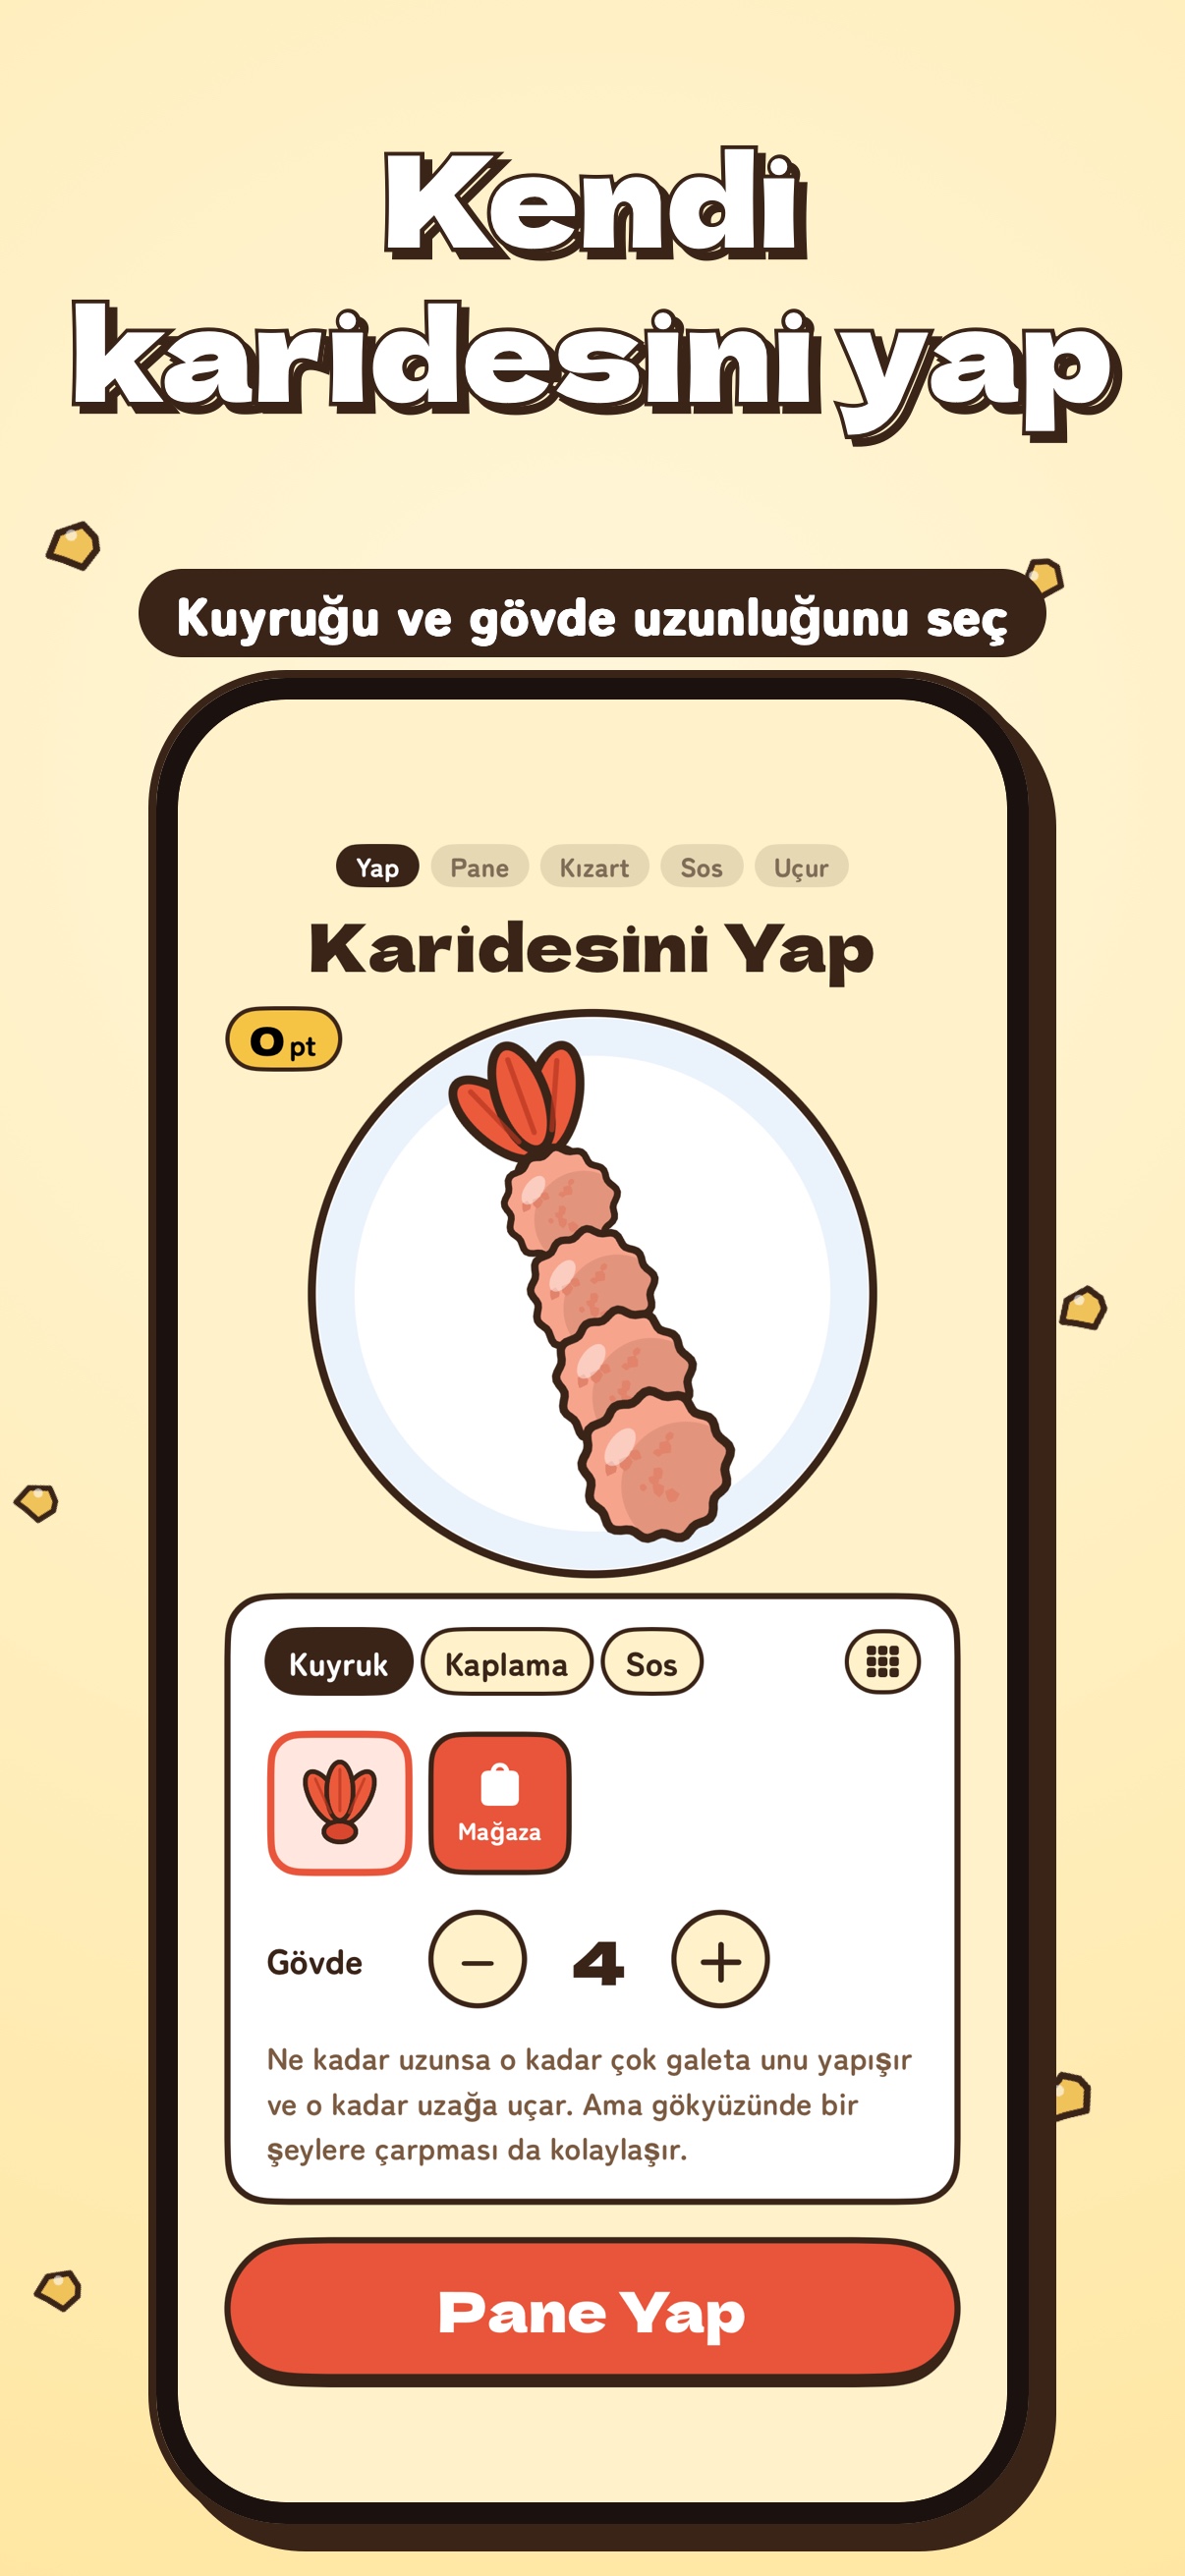 Kendi
karidesini yap
Kuyruğu ve gövde uzunluğunu seç
Yap Pane Kızart Sos Uçur
Karidesini Yap
0 pt
Kuyruk Kaplama Sos
Mağaza
Gövde − 4 +
Ne kadar uzunsa o kadar çok galeta unu yapışır
ve o kadar uzağa uçar. Ama gökyüzünde bir
şeylere çarpması da kolaylaşır.
Pane Yap